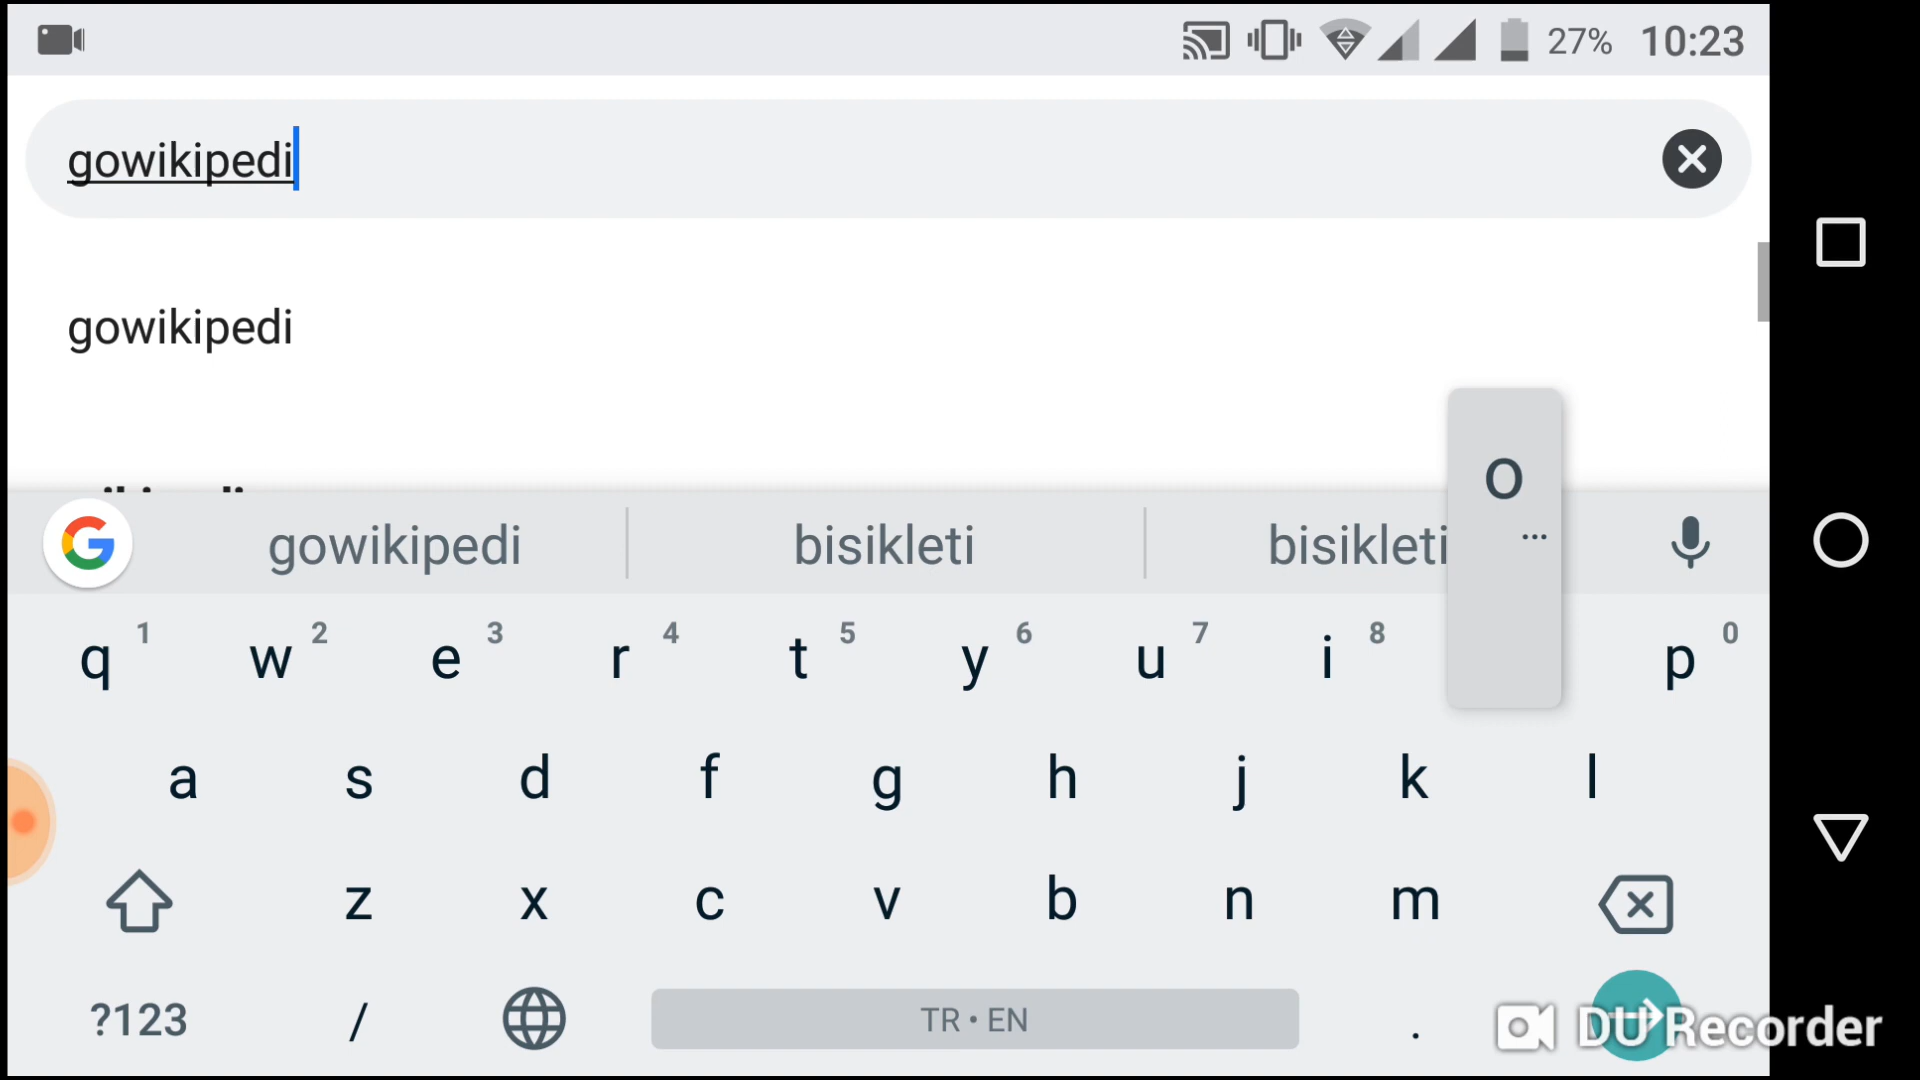 27% 10:23
gowikipedi
gowikipedi
gowikipedi bisikleti bisikleti
o
...
q 1 w 2 e 3 r 4 t 5 y 6 u 7 i 8 p 0
a s d f g h j k l
z x c v b n m
?123 / TR • EN .
DU Recorder